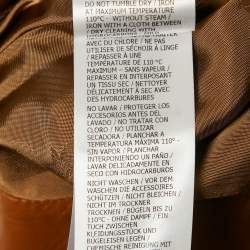 DO NOT TUMBLE DRY / IRON
AT MAXIMUM TEMPERATURE
110°C - WITHOUT STEAM /
IRON WITH A CLOTH BETWEEN
/ DRY CLEANING WITH
AVEC DU CHLORE / NE PAS
UTILISER DE SÉCHOIR À LINGE
/ REPASSER À UNE
TEMPÉRATURE DE 110 °C
MAXIMUM - SANS VAPEUR /
REPASSER EN INTERPOSANT
UN TISSU SEC / NETTOYER
DÉLICATEMENT À SEC AVEC
DES HYDROCARBURES
NO LAVAR / PROTEGER LOS
ACCESORIOS ANTES DEL
LAVADO / NO TRATAR CON
CLORO / NO UTILIZAR
SECADORA / PLANCHAR A
TEMPERATURA MÁXIMA 110°
- SIN VAPOR / PLANCHAR
INTERPONIENDO UN PAÑO /
LAVAR DELICADAMENTE EN
SECO CON HIDROCARBUROS
NICHT WASCHEN / VOR DEM
WASCHEN DIE ACCESSOIRES
SCHÜTZEN / NICHT BLEICHEN /
NICHT IM TROCKNER
TROCKNEN / BÜGELN BIS ZU
110°C - OHNE DAMPF / EIN
TUCH ZWISCHEN
KLEIDUNGSSTÜCK UND
BÜGELEISEN LEGEN /
CHEMISCHE REINIGUNG MIT